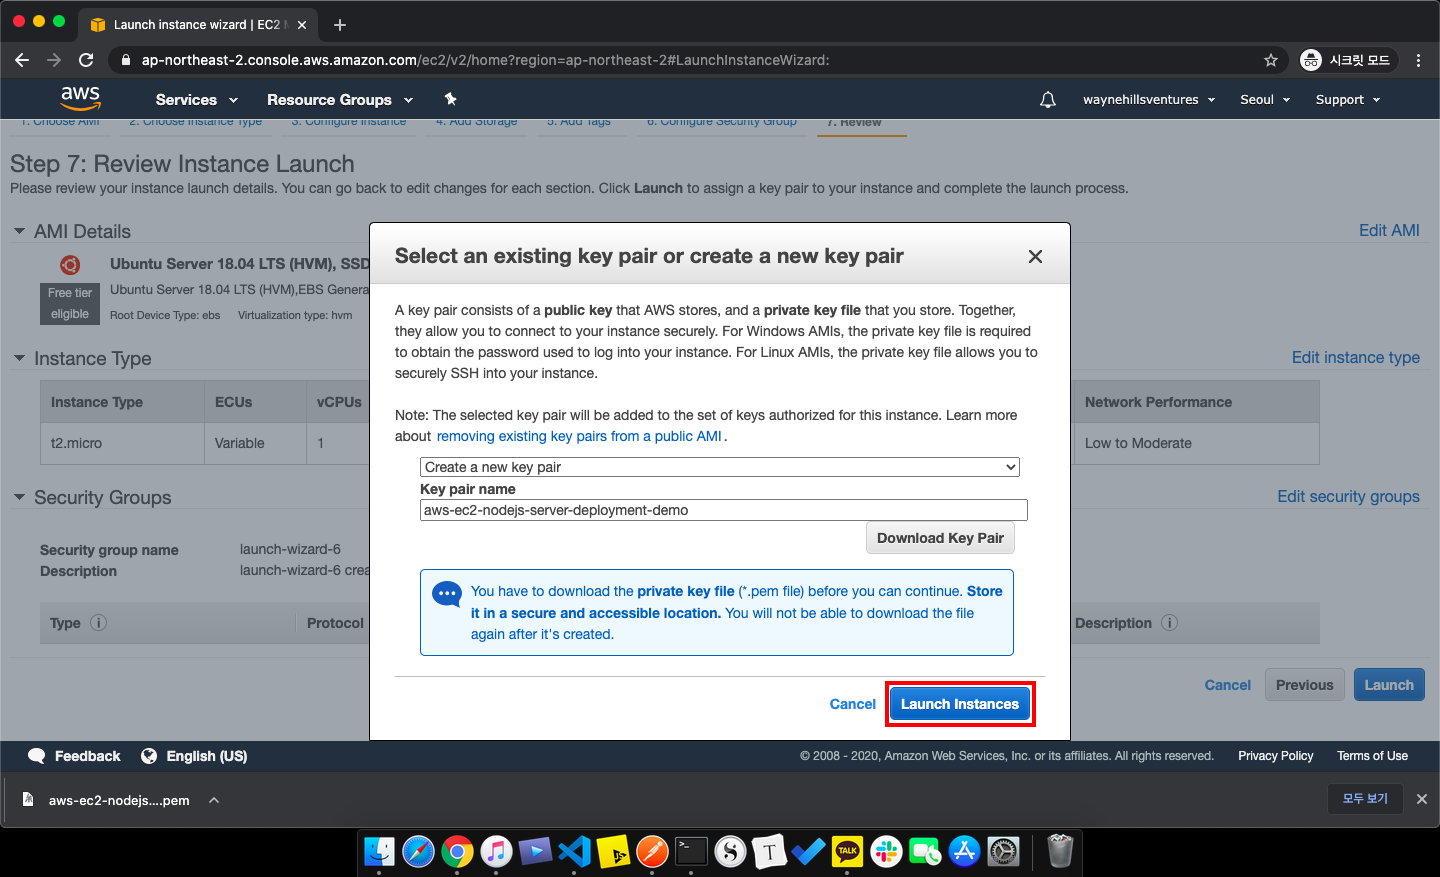 Launch instance wizard | EC2 M
ap-northeast-2.console.aws.amazon.com/ec2/v2/home?region=ap-northeast-2#LaunchInstanceWizard:
시크릿 모드
aws
Services
Resource Groups
waynehillsventures
Seoul
Support
1. Choose AMI
2. Choose Instance Type
3. Configure Instance
4. Add Storage
5. Add Tags
6. Configure Security Group
7. Review
Step 7: Review Instance Launch
Please review your instance launch details. You can go back to edit changes for each section. Click Launch to assign a key pair to your instance and complete the launch process.
AMI Details
Edit AMI
Ubuntu Server 18.04 LTS (HVM), SSD
Free tier
eligible
Ubuntu Server 18.04 LTS (HVM),EBS Genera
Root Device Type: ebs
Virtualization type: hvm
Instance Type
Edit instance type
Instance Type
ECUs
vCPUs
Network Performance
t2.micro
Variable
1
Low to Moderate
Security Groups
Edit security groups
Security group name
launch-wizard-6
Description
launch-wizard-6 crea
Type
Protocol
Description
Cancel
Previous
Launch
Select an existing key pair or create a new key pair
A key pair consists of a public key that AWS stores, and a private key file that you store. Together,
they allow you to connect to your instance securely. For Windows AMIs, the private key file is required
to obtain the password used to log into your instance. For Linux AMIs, the private key file allows you to
securely SSH into your instance.
Note: The selected key pair will be added to the set of keys authorized for this instance. Learn more
about removing existing key pairs from a public AMI .
Create a new key pair
Key pair name
aws-ec2-nodejs-server-deployment-demo
Download Key Pair
You have to download the private key file (*.pem file) before you can continue. Store
it in a secure and accessible location. You will not be able to download the file
again after it's created.
Cancel
Launch Instances
Feedback
English (US)
© 2008 - 2020, Amazon Web Services, Inc. or its affiliates. All rights reserved.
Privacy Policy
Terms of Use
aws-ec2-nodejs....pem
모두 보기
JS
>_
S
T
TALK